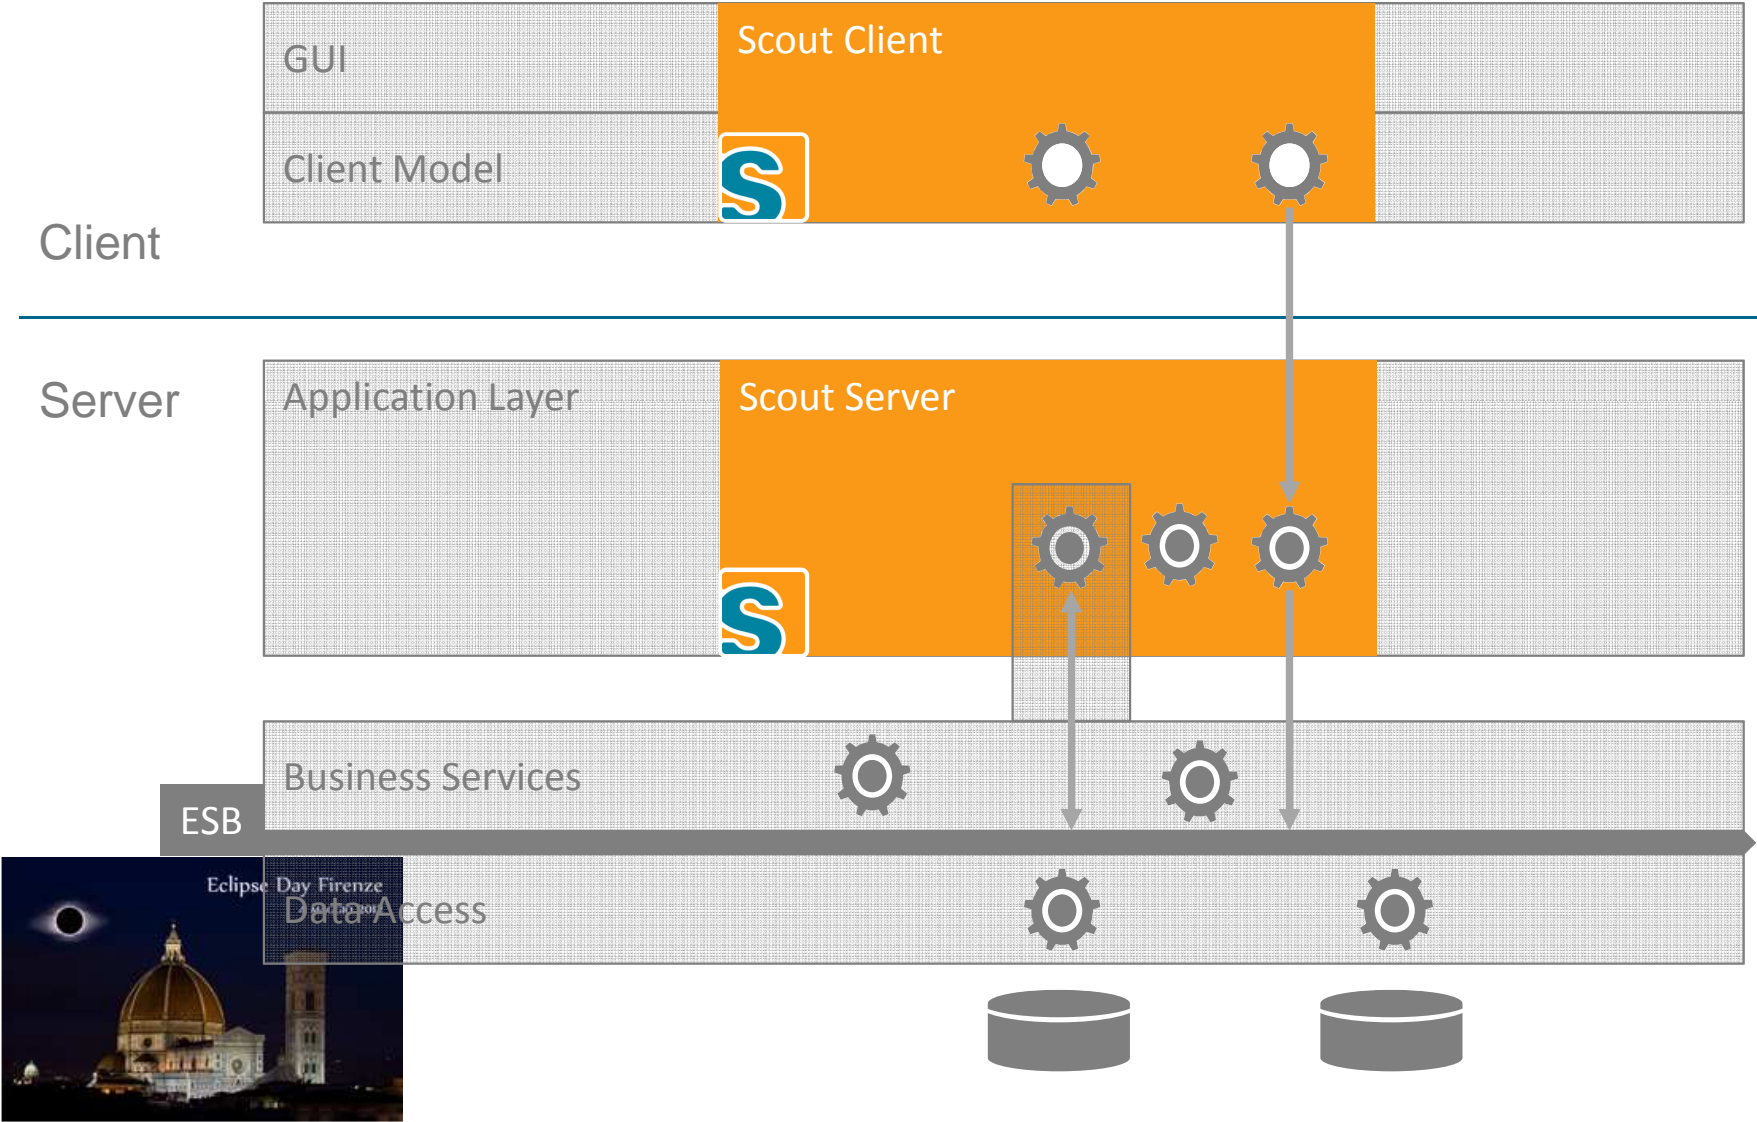 Scout Client
GUI
Client Model
S
Client
Server
Application Layer
Scout Server
S
Business Services
ESB
Eclipse Day Firenze
Data Access